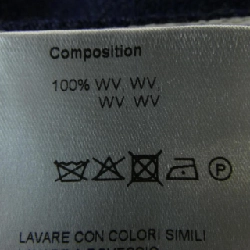 Composition
100% WV, WV,
WV WV
P
LAVARE CON COLORI SIMILI